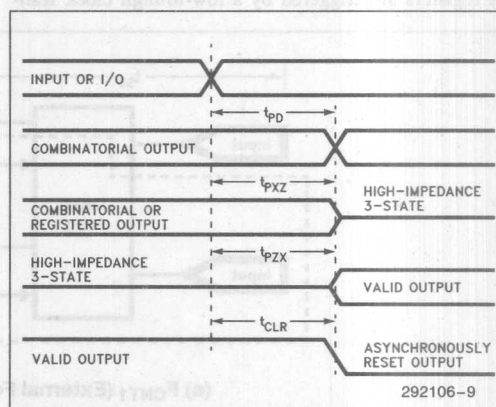 INPUT OR I/O
tPD
COMBINATORIAL OUTPUT
tPXZ
HIGH-IMPEDANCE
3-STATE
COMBINATORIAL OR
REGISTERED OUTPUT
tPZX
HIGH-IMPEDANCE
3-STATE
VALID OUTPUT
tCLR
VALID OUTPUT
ASYNCHRONOUSLY
RESET OUTPUT
292106-9